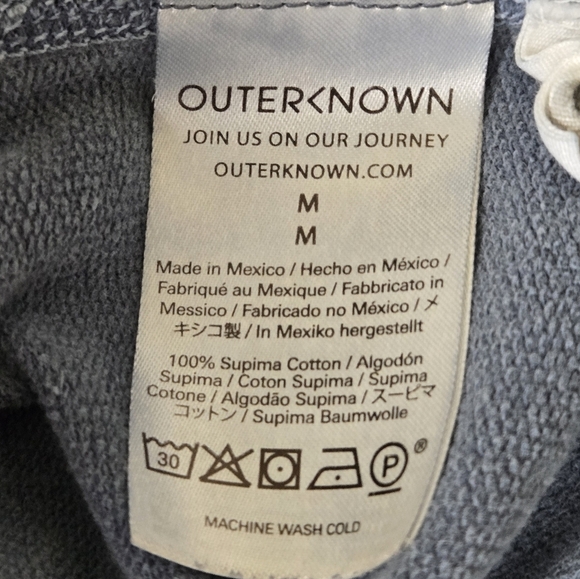 OUTERKNOWN
JOIN US ON OUR JOURNEY
OUTERKNOWN.COM
M
M
Made in Mexico / Hecho en México /
Fabriqué au Mexique / Fabbricato in
Messico / Fabricado no México / メ
キシコ製 / In Mexiko hergestellt
100% Supima Cotton / Algodón
Supima / Coton Supima / Supima
Cotone / Algodão Supima / スーピマ
コットン / Supima Baumwolle
30 P ®
MACHINE WASH COLD